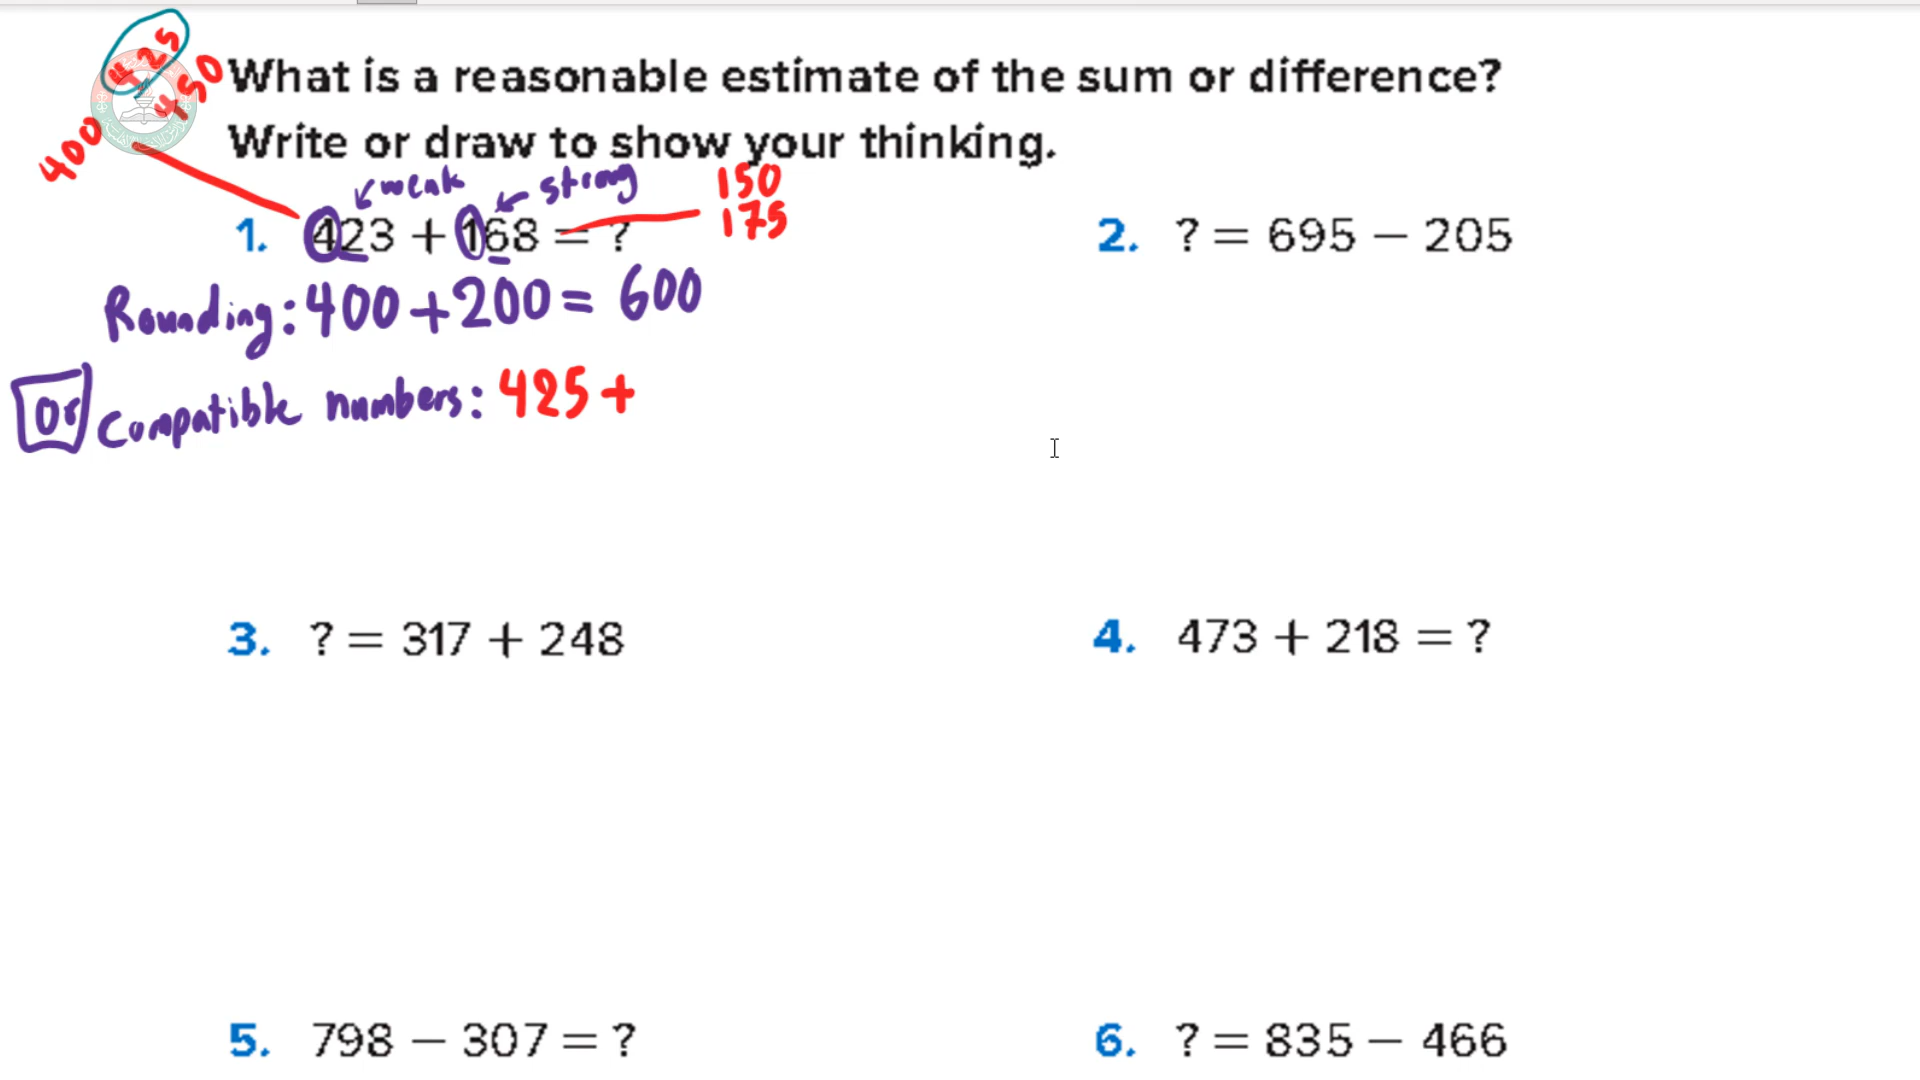 425
450
400
What is a reasonable estimate of the sum or difference?
Write or draw to show your thinking.
weak strong 150
175
1. 423 + 168 = ?
2. ? = 695 − 205
Rounding: 400 + 200 = 600
Or Compatible numbers: 425 +
3. ? = 317 + 248
4. 473 + 218 = ?
5. 798 − 307 = ?
6. ? = 835 − 466